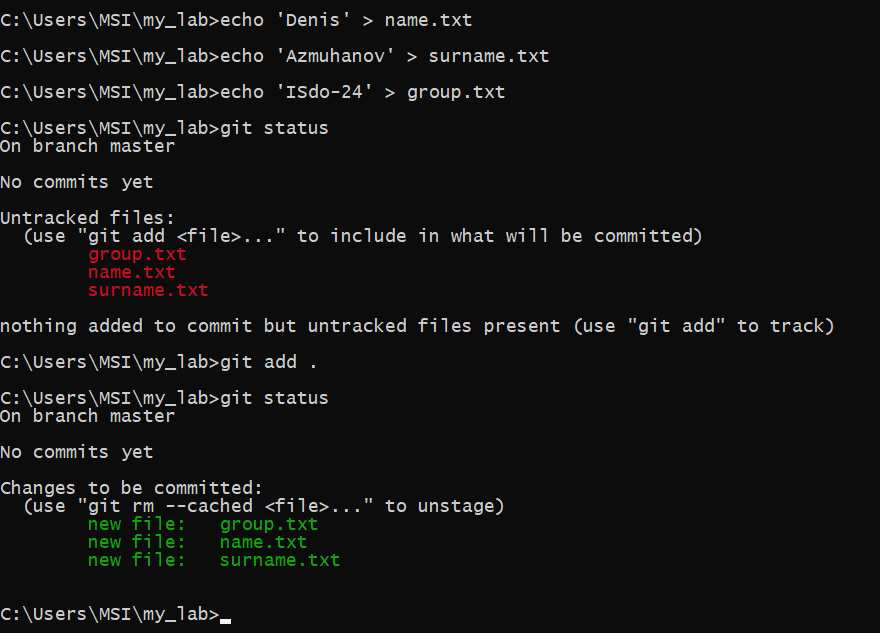 C:\Users\MSI\my_lab>echo 'Denis' > name.txt
C:\Users\MSI\my_lab>echo 'Azmuhanov' > surname.txt
C:\Users\MSI\my_lab>echo 'ISdo-24' > group.txt
C:\Users\MSI\my_lab>git status
On branch master
No commits yet
Untracked files:
  (use "git add <file>..." to include in what will be committed)
        group.txt
        name.txt
        surname.txt
nothing added to commit but untracked files present (use "git add" to track)
C:\Users\MSI\my_lab>git add .
C:\Users\MSI\my_lab>git status
On branch master
No commits yet
Changes to be committed:
  (use "git rm --cached <file>..." to unstage)
        new file:   group.txt
        new file:   name.txt
        new file:   surname.txt
C:\Users\MSI\my_lab>